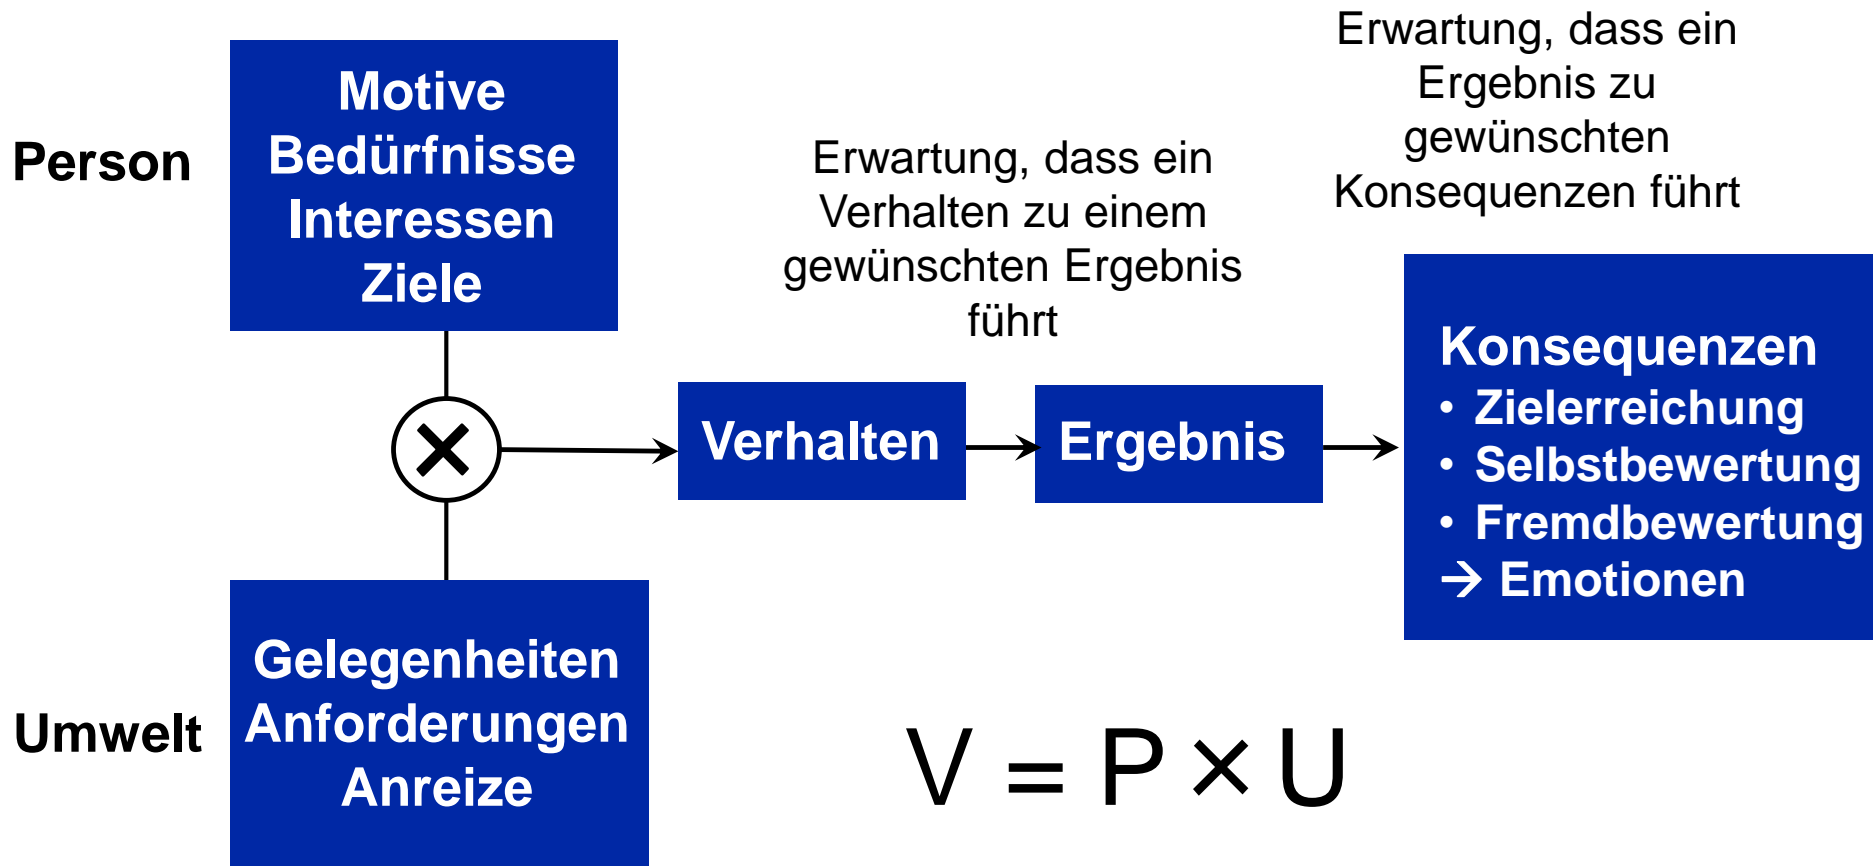 Person
Motive
Bedürfnisse
Interessen
Ziele
Erwartung, dass ein
Verhalten zu einem
gewünschten Ergebnis
führt
Erwartung, dass ein
Ergebnis zu
gewünschten
Konsequenzen führt
×
Verhalten
Ergebnis
Konsequenzen
• Zielerreichung
• Selbstbewertung
• Fremdbewertung
→ Emotionen
Umwelt
Gelegenheiten
Anforderungen
Anreize
V = P × U